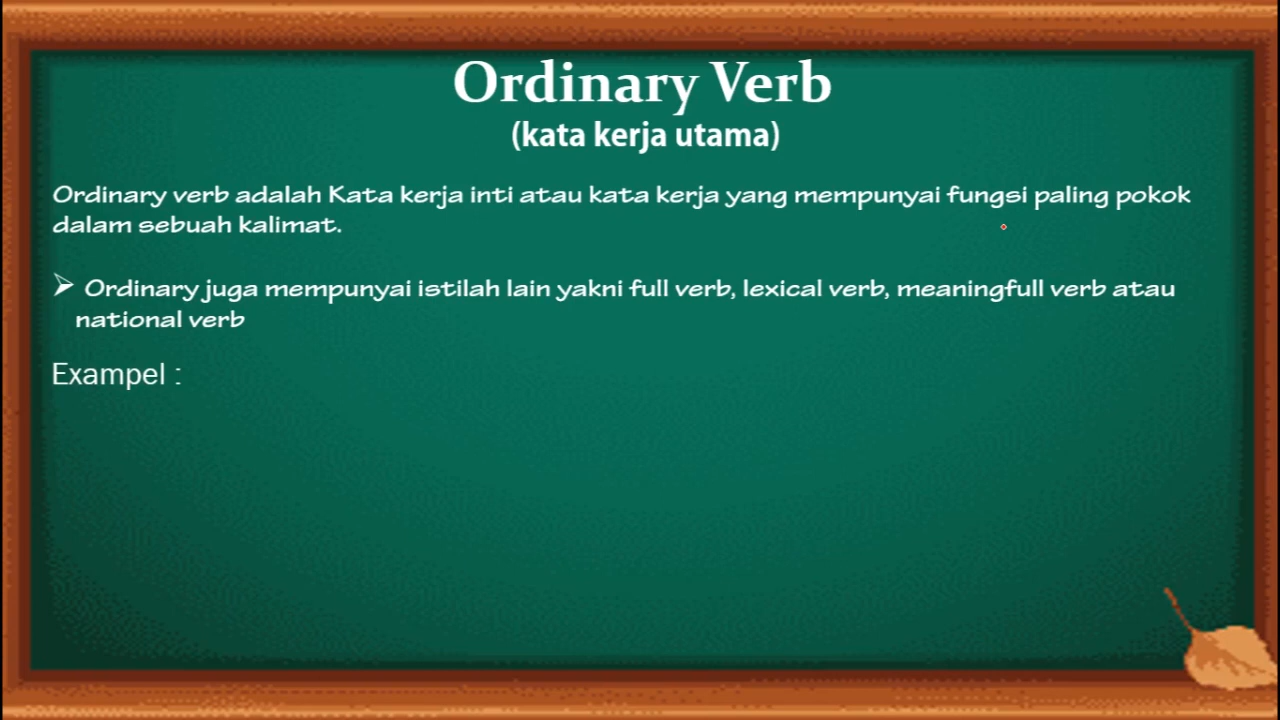 Ordinary Verb
(kata kerja utama)
Ordinary verb adalah Kata kerja inti atau kata kerja yang mempunyai fungsi paling pokok
dalam sebuah kalimat.
➢ Ordinary juga mempunyai istilah lain yakni full verb, lexical verb, meaningfull verb atau
national verb
Exampel :